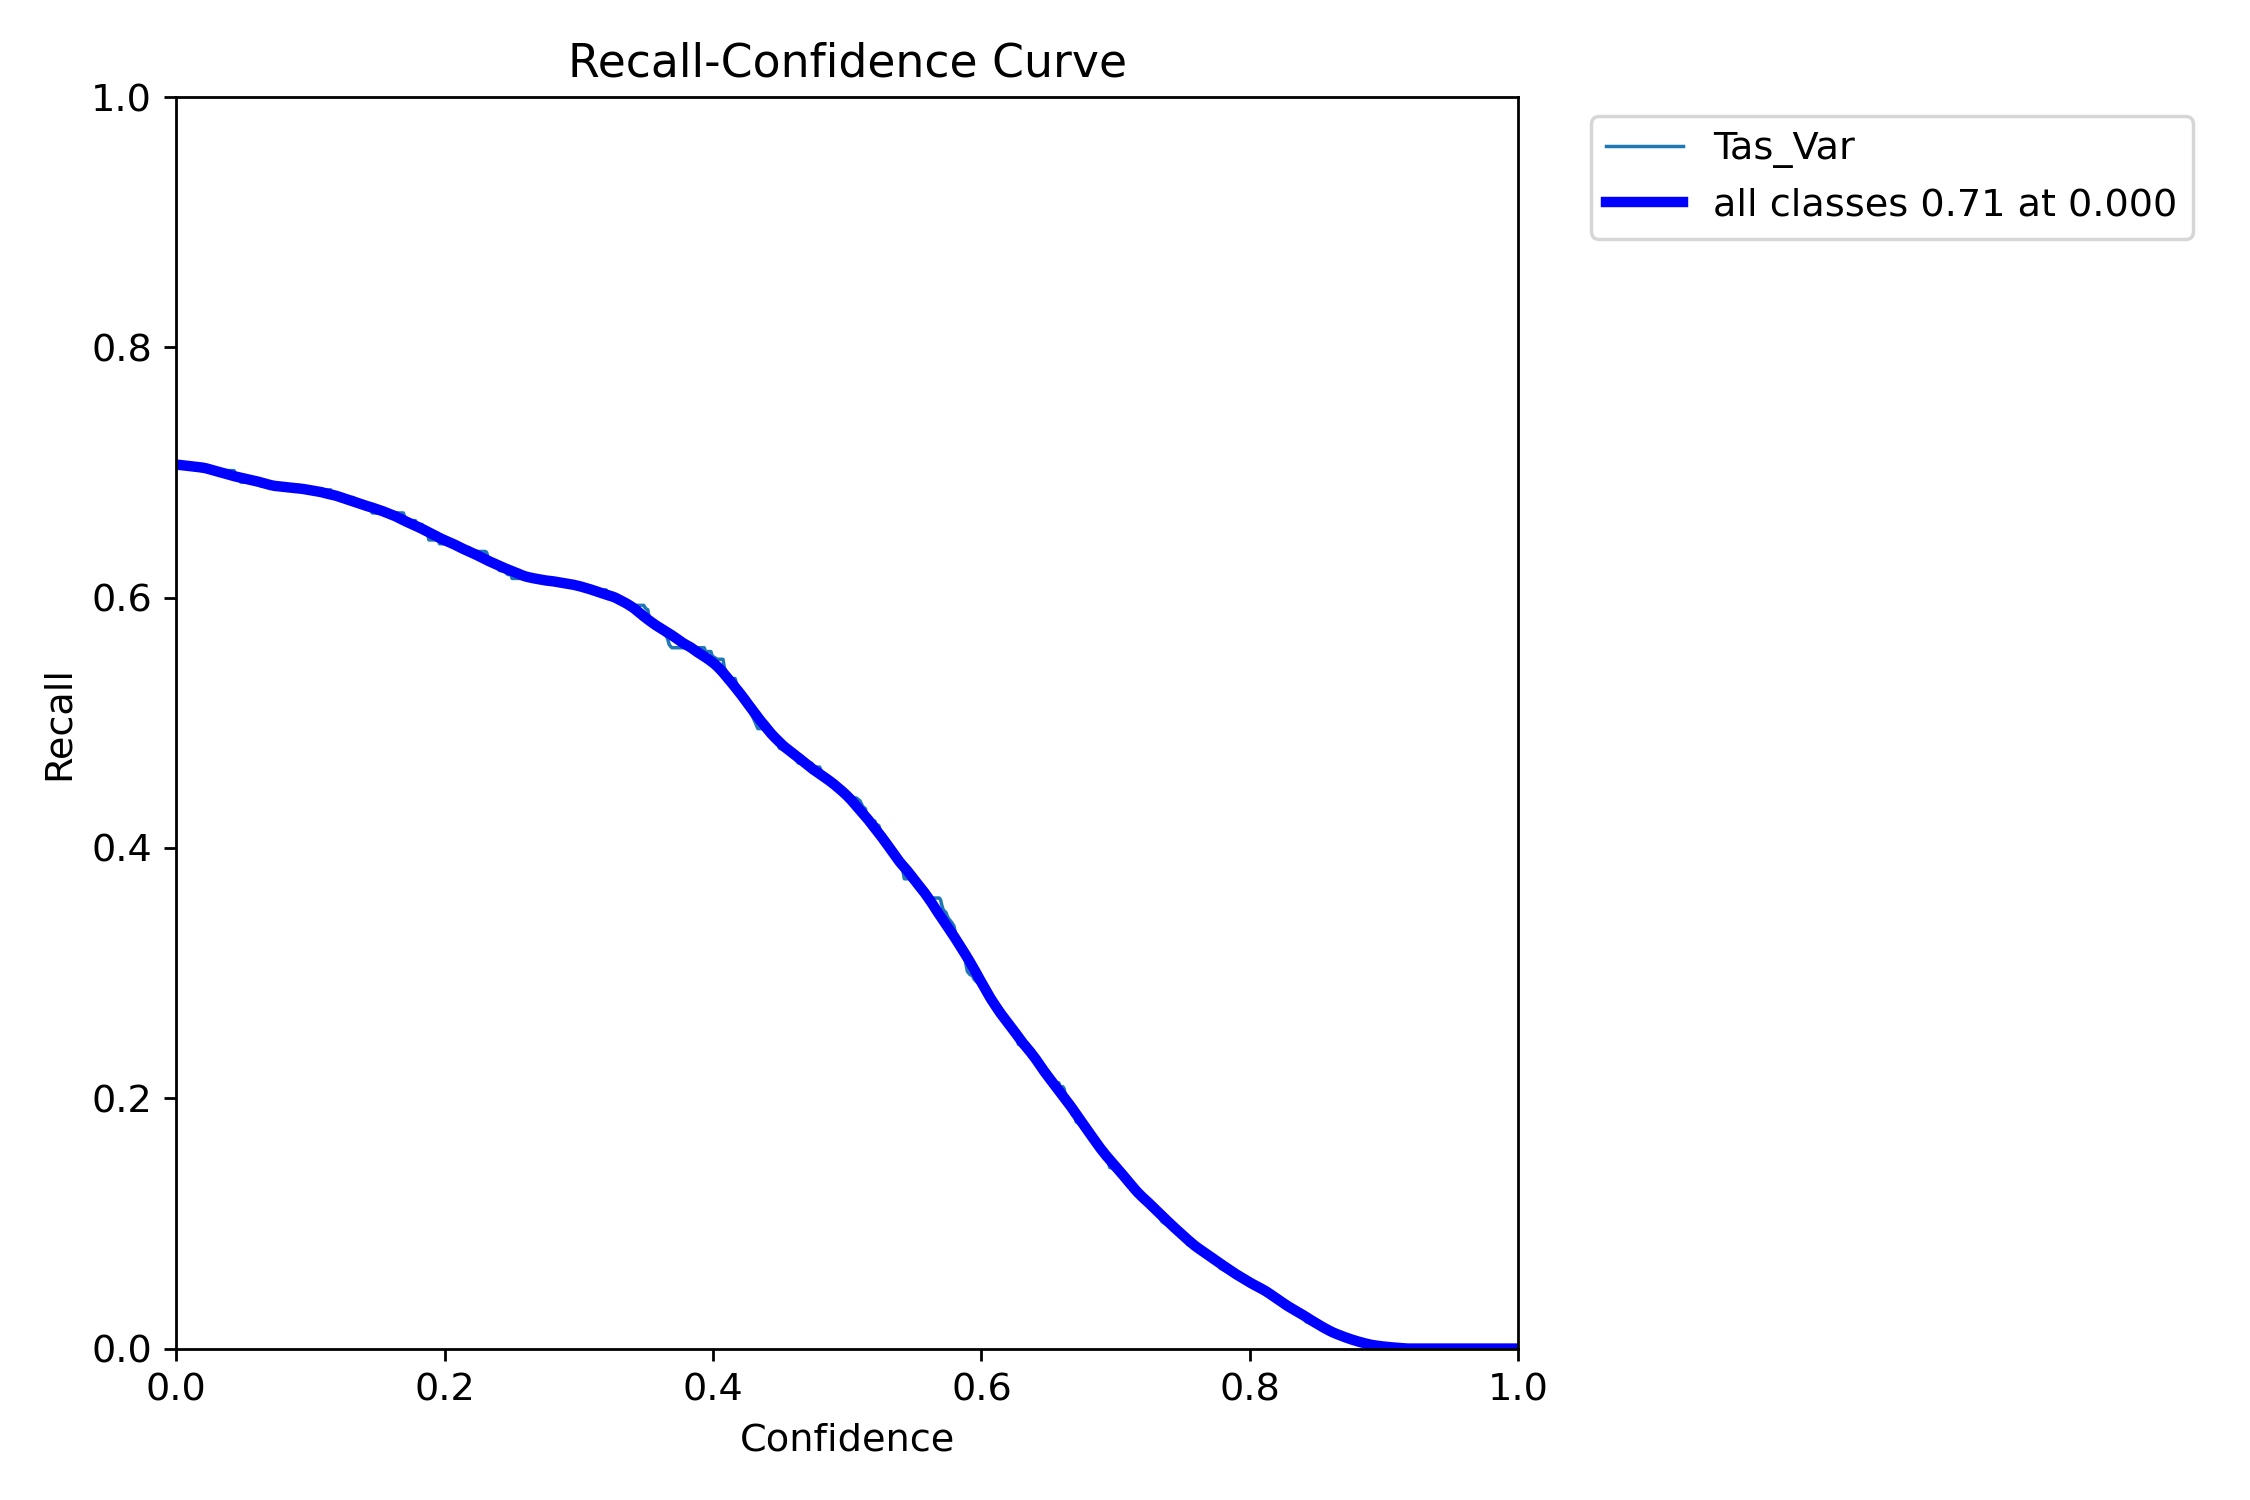 Recall-Confidence Curve
1.0
0.8
0.6
0.4
0.2
0.0
Recall
0.0 0.2 0.4 0.6 0.8 1.0
Confidence
Tas_Var
all classes 0.71 at 0.000